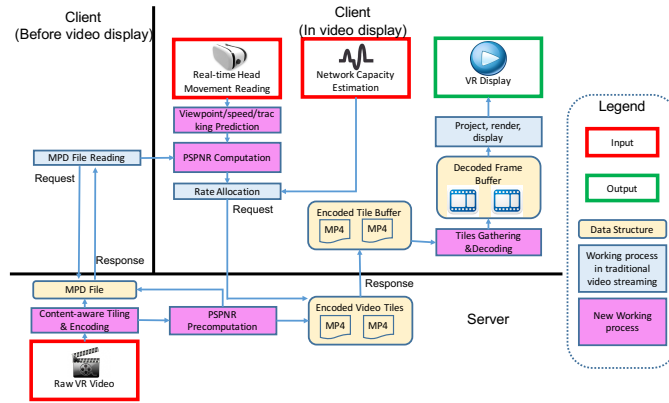 Client
(Before video display)
Client
(In video display)
Real-time Head
Movement Reading
Network Capacity
Estimation
VR Display
Viewpoint/speed/trac
king Prediction
Project, render,
display
Legend
Input
MPD File Reading
PSPNR Computation
Decoded Frame
Buffer
Request
Rate Allocation
Output
Request
Encoded Tile Buffer
MP4
MP4
Tiles Gathering
&Decoding
Data Structure
Response
Response
Working process
in traditional
video streaming
MPD File
Content-aware Tiling
& Encoding
PSPNR
Precomputation
Encoded Video Tiles
MP4
MP4
Server
New Working
process
Raw VR Video